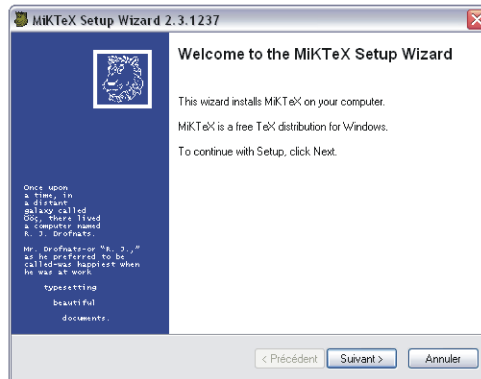 MiKTeX Setup Wizard 2.3.1237
Welcome to the MiKTeX Setup Wizard
This wizard installs MiKTeX on your computer.
MiKTeX is a free TeX distribution for Windows.
To continue with Setup, click Next.
Once upon
a time, in
a distant
galaxy called
Ööç, there lived
a computer named
R. J. Drofnats.
Mr. Drofnats-or "R. J.,"
as he preferred to be
called-was happiest when
he was at work
typesetting
beautiful
documents.
< Précédent
Suivant >
Annuler